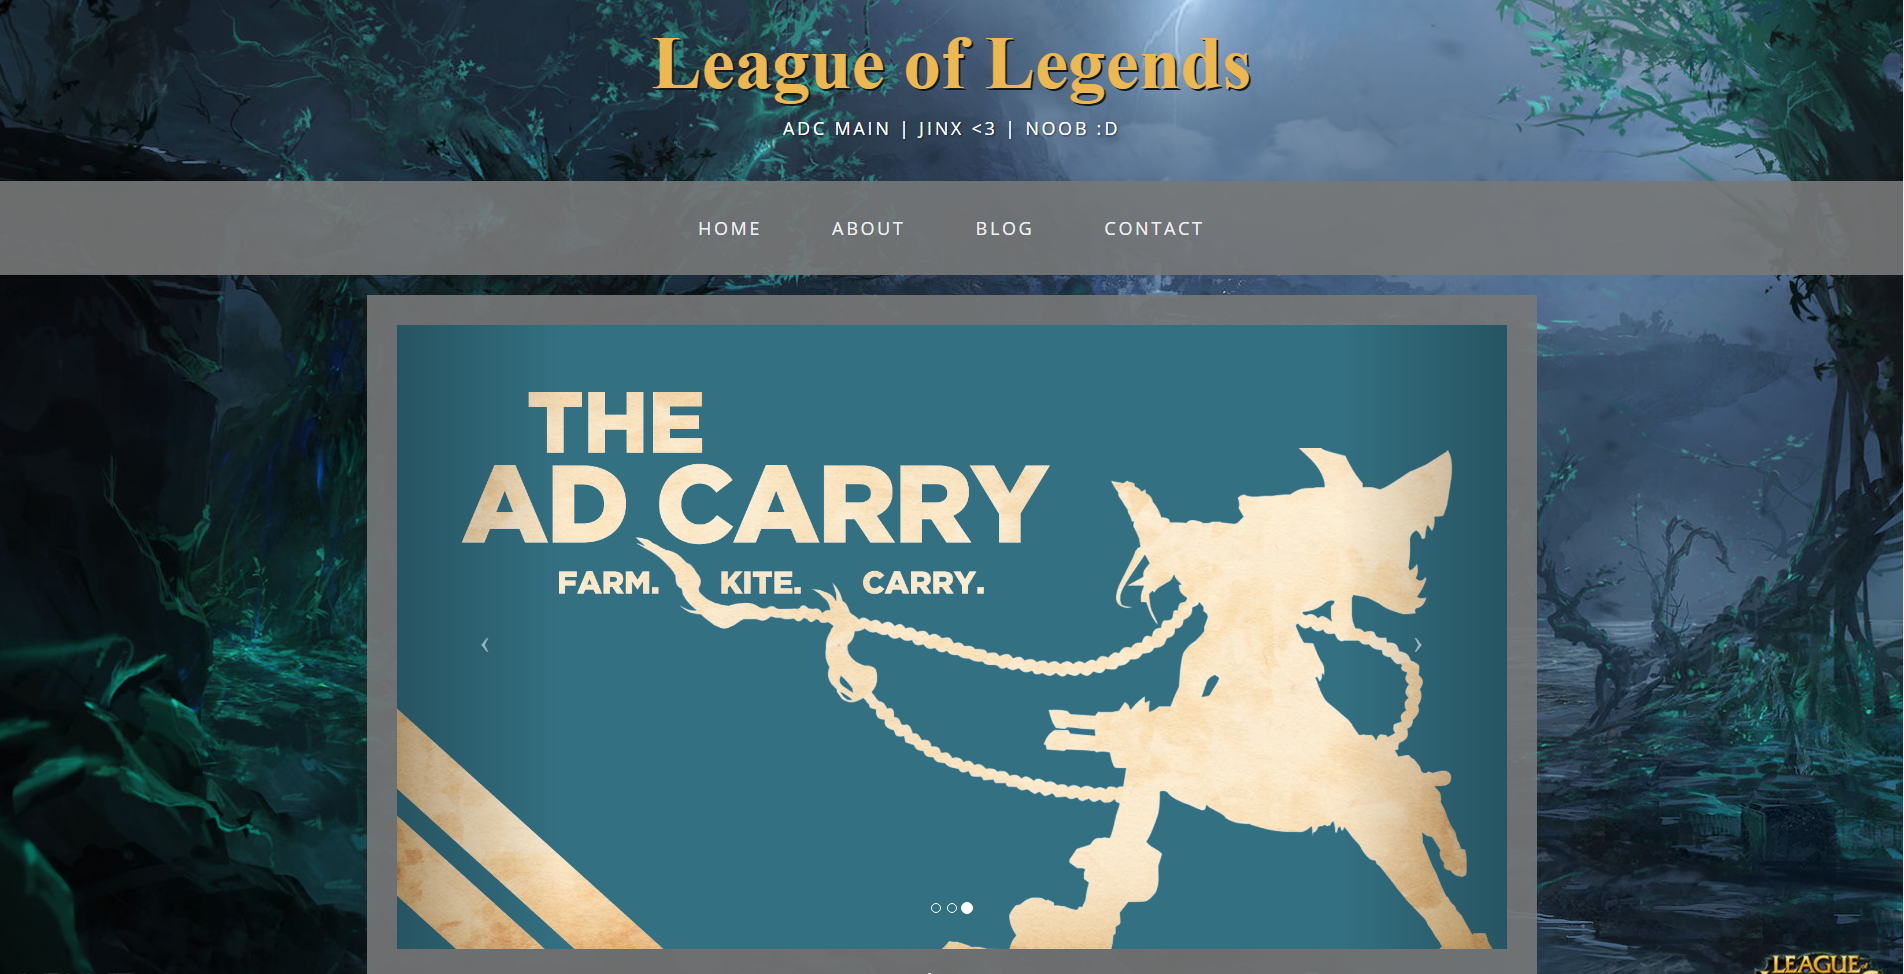 League of Legends
ADC MAIN | JINX <3 | NOOB :D
HOME ABOUT BLOG CONTACT
THE
AD CARRY
FARM. KITE. CARRY.
LEAGUE of